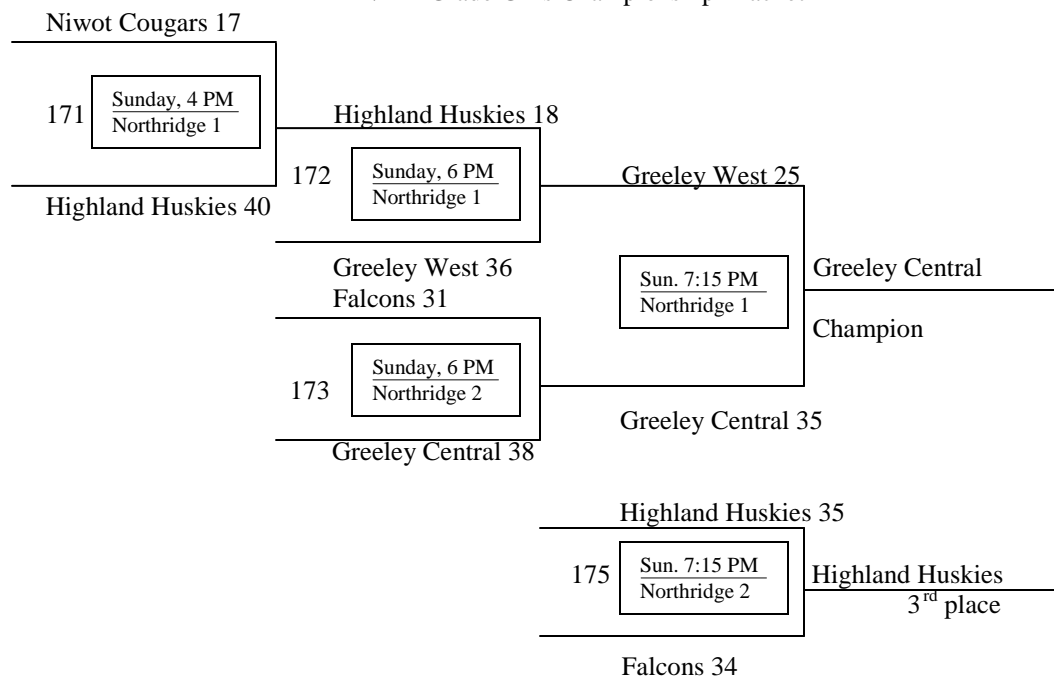 Niwot Cougars 17
171
Sunday, 4 PM
Northridge 1
Highland Huskies 40
Highland Huskies 18
172
Sunday, 6 PM
Northridge 1
Greeley West 36
Falcons 31
173
Sunday, 6 PM
Northridge 2
Greeley Central 38
Greeley West 25
Sun. 7:15 PM
Northridge 1
Greeley Central 35
Greeley Central
Champion
Highland Huskies 35
175
Sun. 7:15 PM
Northridge 2
Falcons 34
Highland Huskies
3rd place